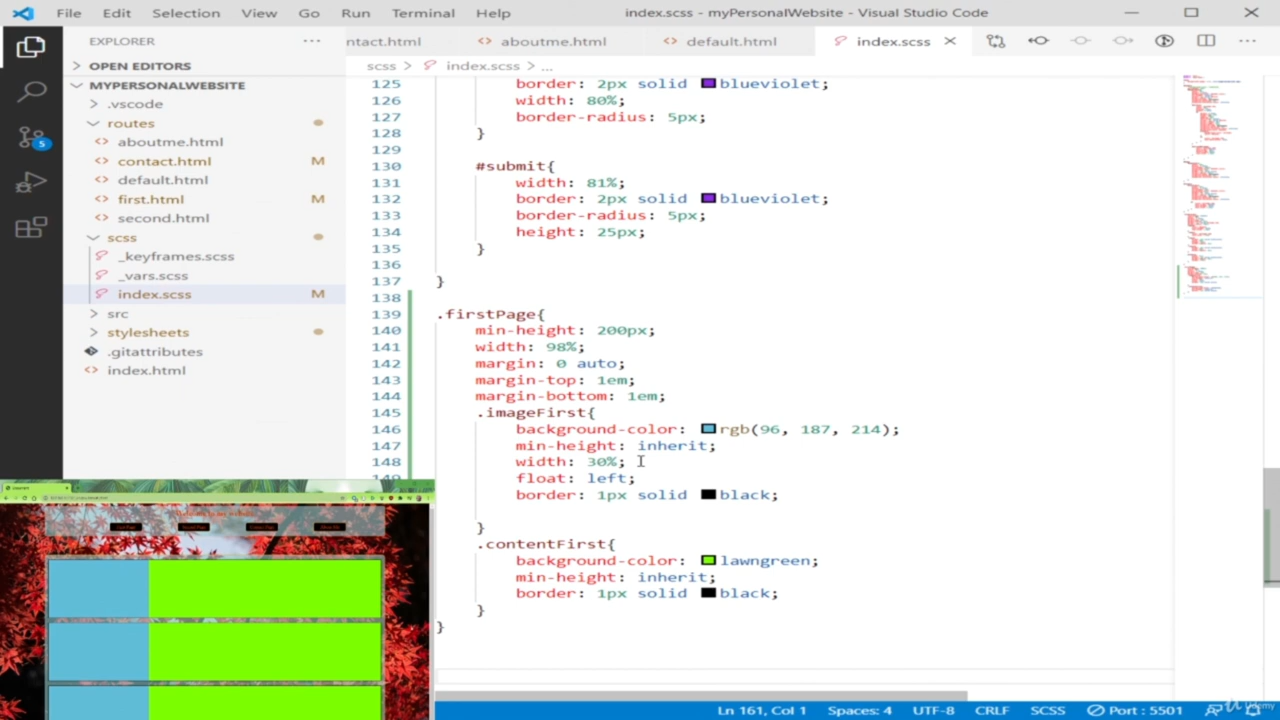 File Edit Selection View Go Run Terminal Help index.scss - myPersonalWebsite - Visual Studio Code
EXPLORER
ntact.html aboutme.html default.html index.scss
OPEN EDITORS
scss > index.scss > ...
MYPERSONALWEBSITE
.vscode
routes
aboutme.html
contact.html M
default.html
first.html M
second.html
scss
_keyframes.scss
_vars.scss
index.scss M
src
stylesheets
.gitattributes
index.html
5
125 border: 2px solid blueviolet;
126 width: 80%;
127 border-radius: 5px;
128 }
129
130 #submit{
131 width: 81%;
132 border: 2px solid blueviolet;
133 border-radius: 5px;
134 height: 25px;
135 }
136
137 }
138
139 .firstPage{
140 min-height: 200px;
141 width: 98%;
142 margin: 0 auto;
143 margin-top: 1em;
144 margin-bottom: 1em;
145 .imageFirst{
146 background-color: rgb(96, 187, 214);
147 min-height: inherit;
148 width: 30%;
149 float: left;
border: 1px solid black;
}
.contentFirst{
background-color: lawngreen;
min-height: inherit;
border: 1px solid black;
}
}
Ln 161, Col 1 Spaces: 4 UTF-8 CRLF SCSS Port : 5501
Udemy